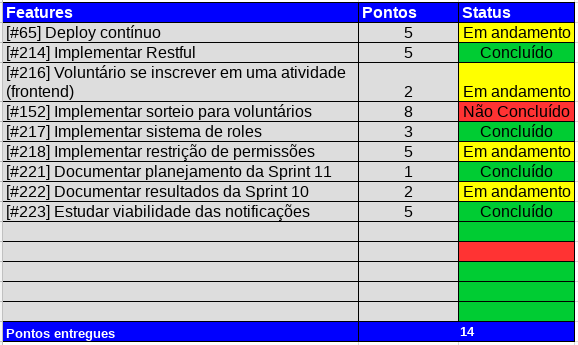 Features Pontos Status
[#65] Deploy contínuo 5 Em andamento
[#214] Implementar Restful 5 Concluído
[#216] Voluntário se inscrever em uma atividade
(frontend) 2 Em andamento
[#152] Implementar sorteio para voluntários 8 Não Concluído
[#217] Implementar sistema de roles 3 Concluído
[#218] Implementar restrição de permissões 5 Em andamento
[#221] Documentar planejamento da Sprint 11 1 Concluído
[#222] Documentar resultados da Sprint 10 2 Em andamento
[#223] Estudar viabilidade das notificações 5 Concluído
Pontos entregues 14